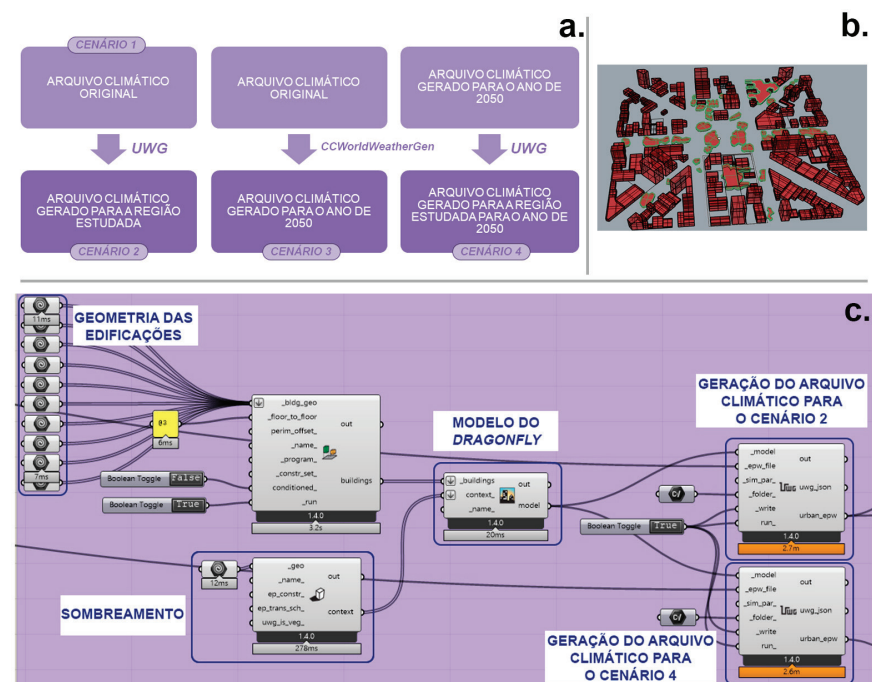 a.
CENÁRIO 1
ARQUIVO CLIMÁTICO
ORIGINAL
UWG
ARQUIVO CLIMÁTICO
GERADO PARA A REGIÃO
ESTUDADA
CENÁRIO 2
ARQUIVO CLIMÁTICO
ORIGINAL
CCWorldWeatherGen
ARQUIVO CLIMÁTICO
GERADO PARA O ANO DE
2050
CENÁRIO 3
ARQUIVO CLIMÁTICO
GERADO PARA O ANO DE
2050
UWG
ARQUIVO CLIMÁTICO
GERADO PARA A REGIÃO
ESTUDADA PARA O ANO DE
2050
CENÁRIO 4
b.
c.
11ms
7ms
GEOMETRIA DAS
EDIFICAÇÕES
6ms
Boolean Toggle False
Boolean Toggle True
_bldg_geo
_floor_to_floor
perim_offset_
_name_
_program_
_constr_set_
conditioned_
_run
out
buildings
1.4.0
3.2s
MODELO DO
DRAGONFLY
_buildings
context_
_name_
out
model
1.4.0
20ms
SOMBREAMENTO
12ms
_geo
_name_
ep_constr_
ep_trans_sch_
uwg_is_veg_
out
context
1.4.0
278ms
Boolean Toggle True
GERAÇÃO DO ARQUIVO
CLIMÁTICO PARA
O CENÁRIO 2
C/
_model
_epw_file
_sim_par_
_folder_
_write
run_
Uwg
out
uwg_json
urban_epw
1.4.0
2.7m
GERAÇÃO DO ARQUIVO
CLIMÁTICO PARA
O CENÁRIO 4
C/
_model
_epw_file
_sim_par_
_folder_
_write
run_
Uwg
out
uwg_json
urban_epw
1.4.0
2.6m